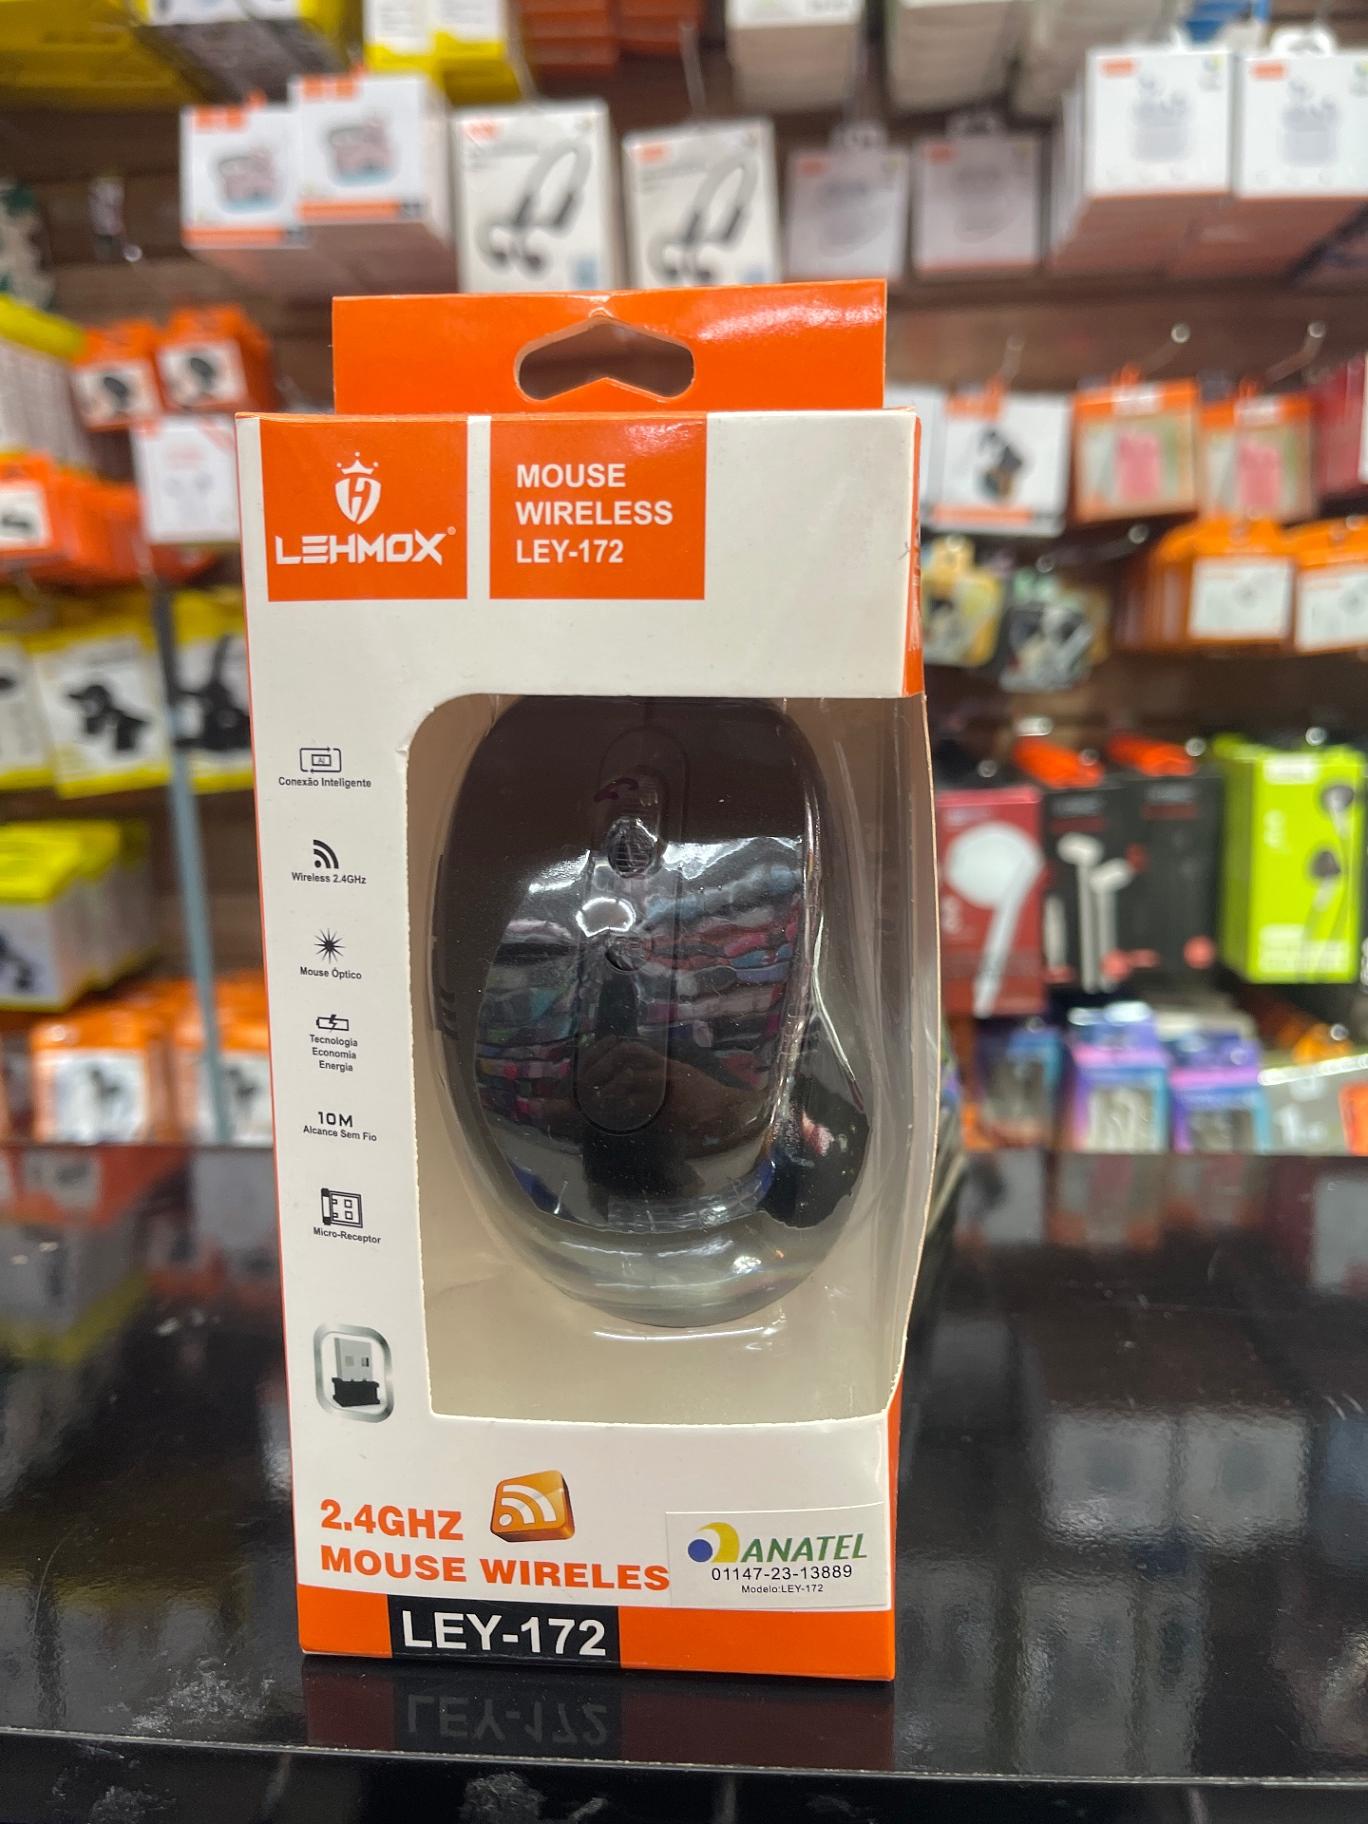 LEHMOX
MOUSE
WIRELESS
LEY-172
AI
Conexão Inteligente
Wireless 2.4GHz
Mouse Óptico
Tecnologia
Economia
Energia
10M
Alcance Sem Fio
Micro-Receptor
2.4GHZ
MOUSE WIRELES
ANATEL
01147-23-13889
Modelo:LEY-172
LEY-172